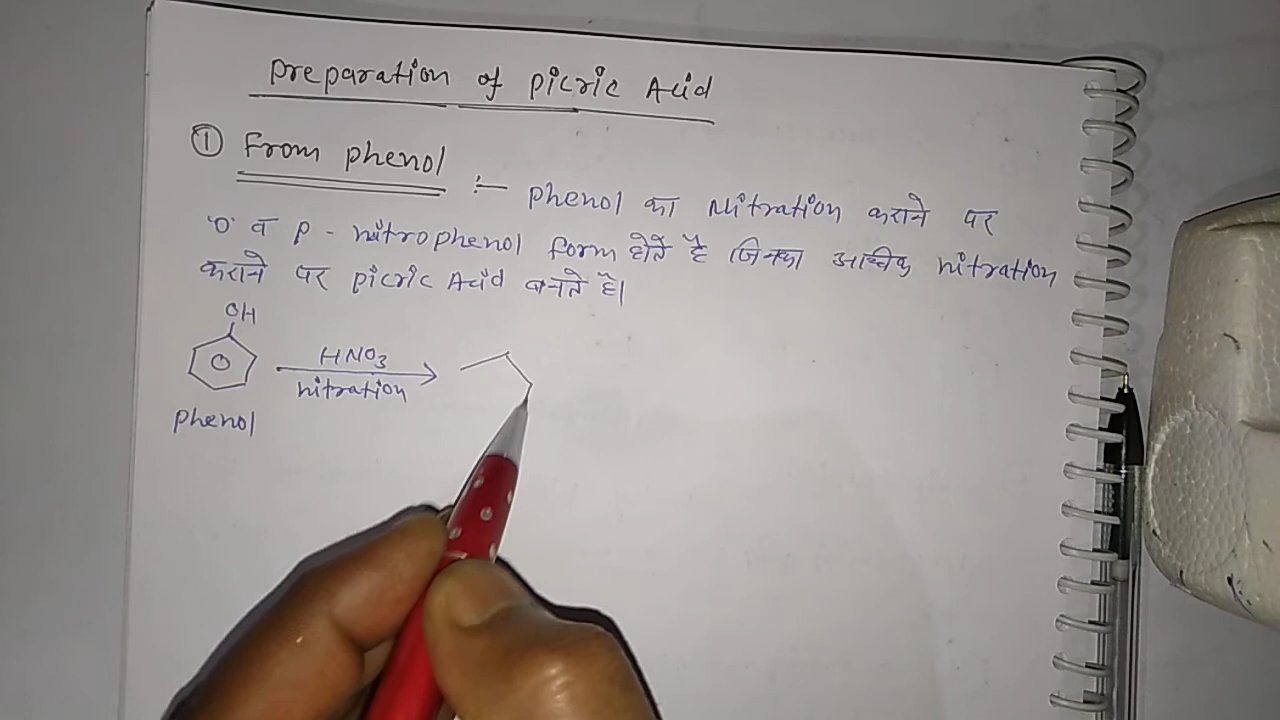 Preparation of Picric Acid
① From phenol :- Phenol का Nitration कराने पर
'O' व p - nitrophenol form होते है जिनका अधिक nitration
कराने पर picric Acid बनते है।
OH
HNO3
nitration
Phenol